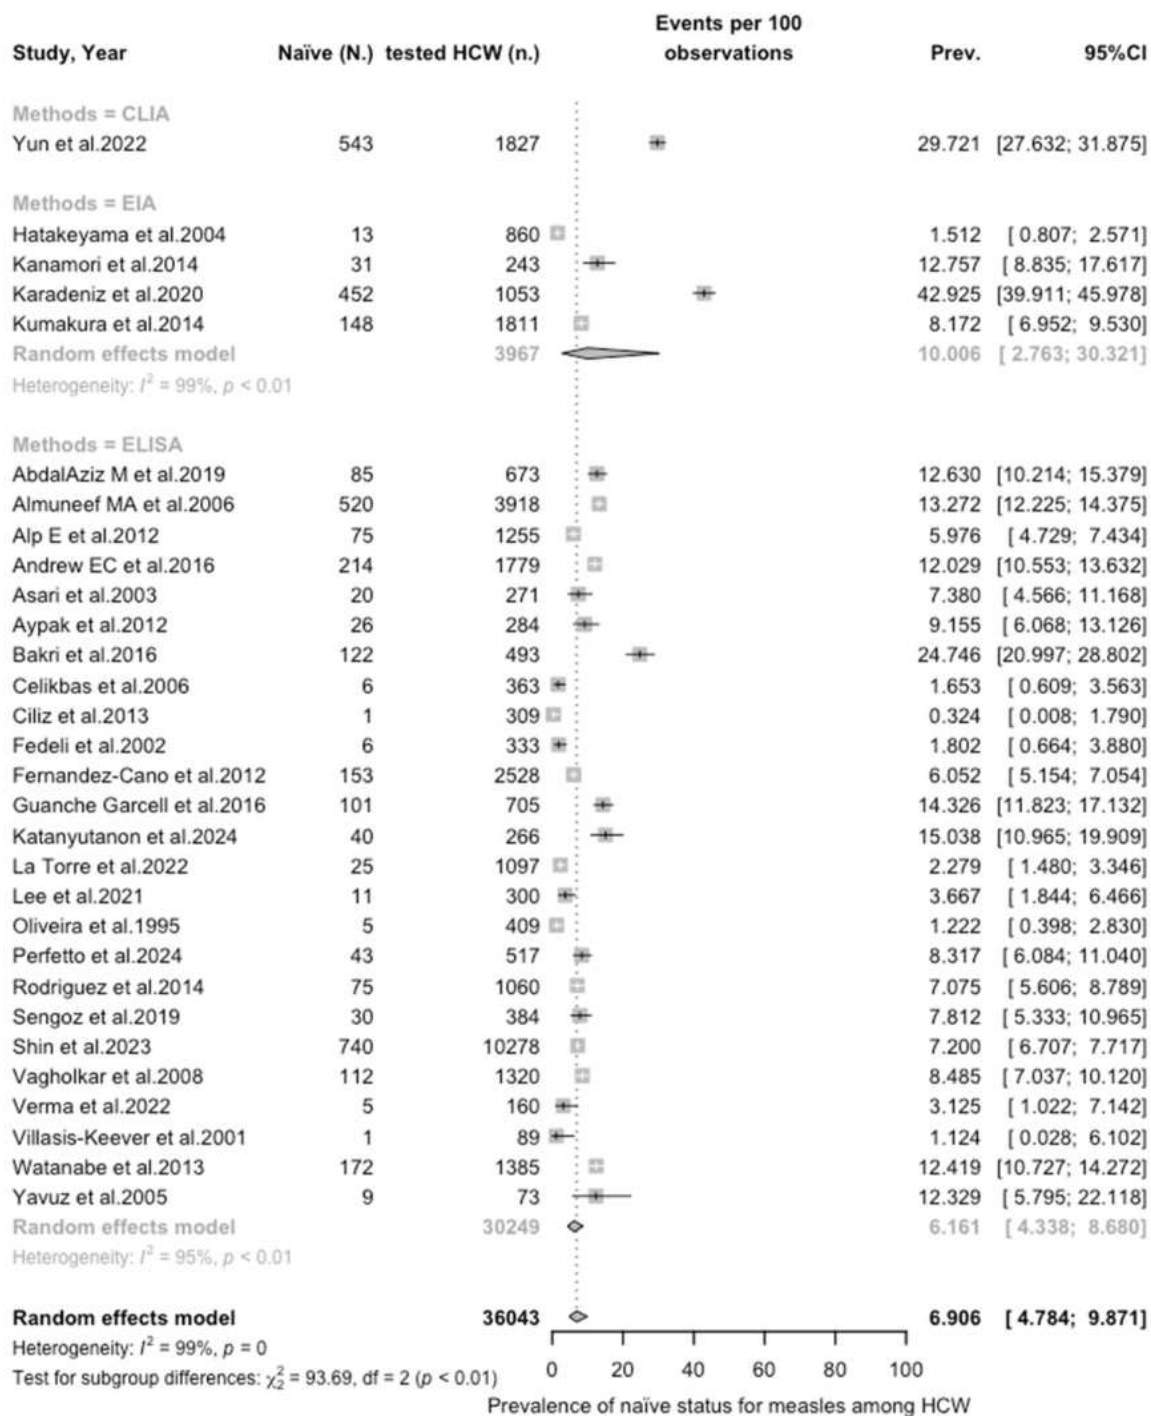 Events per 100
Study, Year Naïve (N.) tested HCW (n.) observations Prev. 95%CI
Methods = CLIA
Yun et al.2022 543 1827 29.721 [27.632; 31.875]
Methods = EIA
Hatakeyama et al.2004 13 860 1.512 [ 0.807; 2.571]
Kanamori et al.2014 31 243 12.757 [ 8.835; 17.617]
Karadeniz et al.2020 452 1053 42.925 [39.911; 45.978]
Kumakura et al.2014 148 1811 8.172 [ 6.952; 9.530]
Random effects model 3967 10.006 [ 2.763; 30.321]
Heterogeneity: I² = 99%, p < 0.01
Methods = ELISA
AbdalAziz M et al.2019 85 673 12.630 [10.214; 15.379]
Almuneef MA et al.2006 520 3918 13.272 [12.225; 14.375]
Alp E et al.2012 75 1255 5.976 [ 4.729; 7.434]
Andrew EC et al.2016 214 1779 12.029 [10.553; 13.632]
Asari et al.2003 20 271 7.380 [ 4.566; 11.168]
Aypak et al.2012 26 284 9.155 [ 6.068; 13.126]
Bakri et al.2016 122 493 24.746 [20.997; 28.802]
Celikbas et al.2006 6 363 1.653 [ 0.609; 3.563]
Ciliz et al.2013 1 309 0.324 [ 0.008; 1.790]
Fedeli et al.2002 6 333 1.802 [ 0.664; 3.880]
Fernandez-Cano et al.2012 153 2528 6.052 [ 5.154; 7.054]
Guanche Garcell et al.2016 101 705 14.326 [11.823; 17.132]
Katanyutanon et al.2024 40 266 15.038 [10.965; 19.909]
La Torre et al.2022 25 1097 2.279 [ 1.480; 3.346]
Lee et al.2021 11 300 3.667 [ 1.844; 6.466]
Oliveira et al.1995 5 409 1.222 [ 0.398; 2.830]
Perfetto et al.2024 43 517 8.317 [ 6.084; 11.040]
Rodriguez et al.2014 75 1060 7.075 [ 5.606; 8.789]
Sengoz et al.2019 30 384 7.812 [ 5.333; 10.965]
Shin et al.2023 740 10278 7.200 [ 6.707; 7.717]
Vagholkar et al.2008 112 1320 8.485 [ 7.037; 10.120]
Verma et al.2022 5 160 3.125 [ 1.022; 7.142]
Villasis-Keever et al.2001 1 89 1.124 [ 0.028; 6.102]
Watanabe et al.2013 172 1385 12.419 [10.727; 14.272]
Yavuz et al.2005 9 73 12.329 [ 5.795; 22.118]
Random effects model 30249 6.161 [ 4.338; 8.680]
Heterogeneity: I² = 95%, p < 0.01
Random effects model 36043 6.906 [ 4.784; 9.871]
Heterogeneity: I² = 99%, p = 0
0 20 40 60 80 100
Test for subgroup differences: χ²₂ = 93.69, df = 2 (p < 0.01)
Prevalence of naïve status for measles among HCW